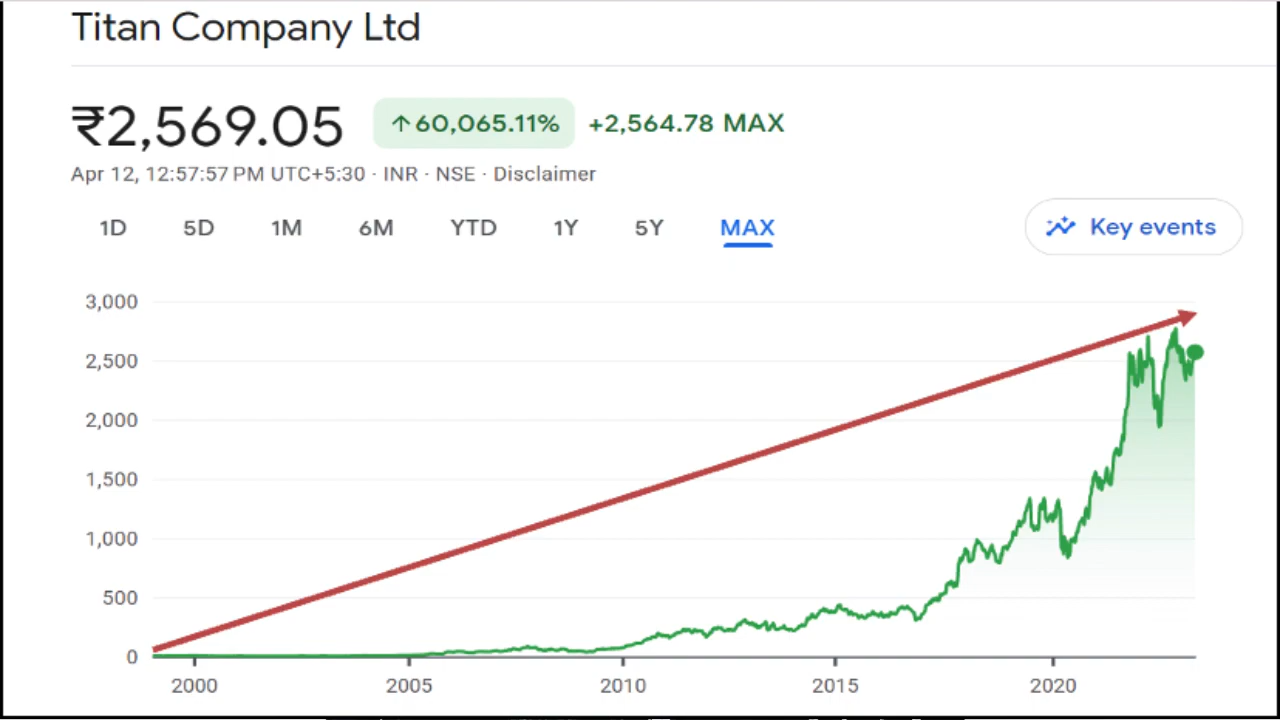 Titan Company Ltd
₹2,569.05 ↑60,065.11% +2,564.78 MAX
Apr 12, 12:57:57 PM UTC+5:30 · INR · NSE · Disclaimer
1D 5D 1M 6M YTD 1Y 5Y MAX Key events
3,000
2,500
2,000
1,500
1,000
500
0
2000 2005 2010 2015 2020